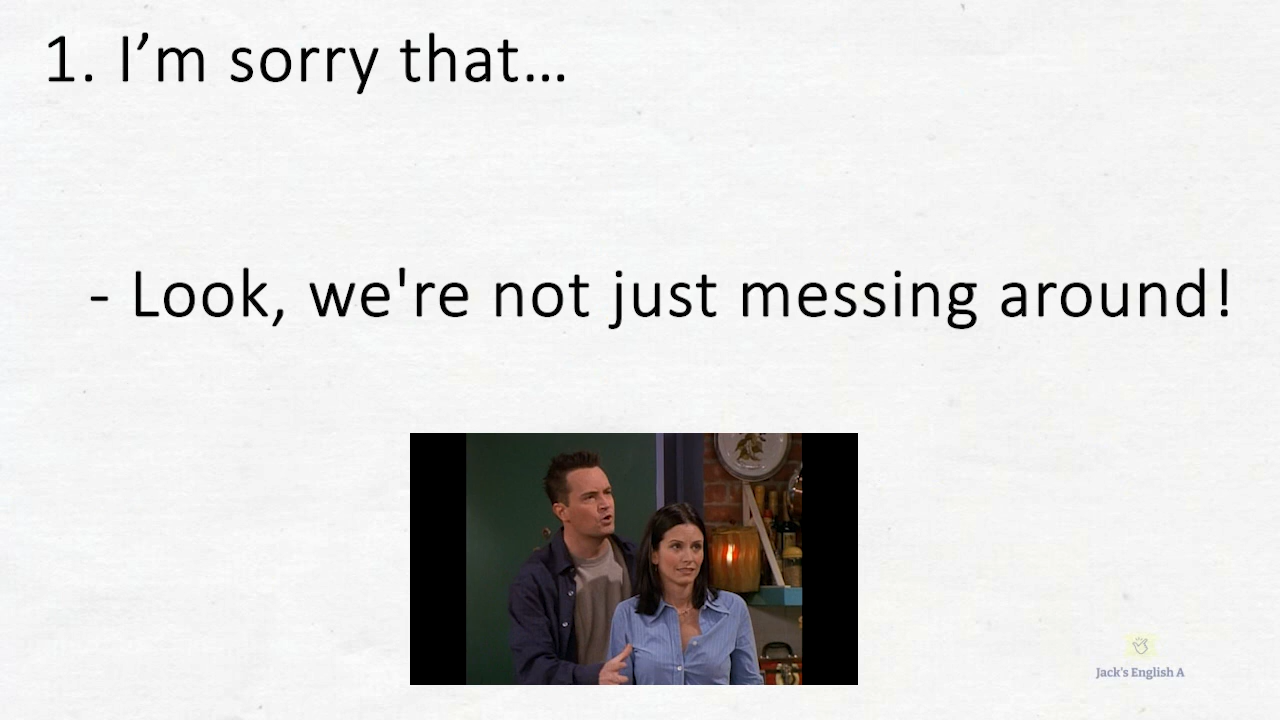 1. I’m sorry that…
- Look, we're not just messing around!
Jack's English A